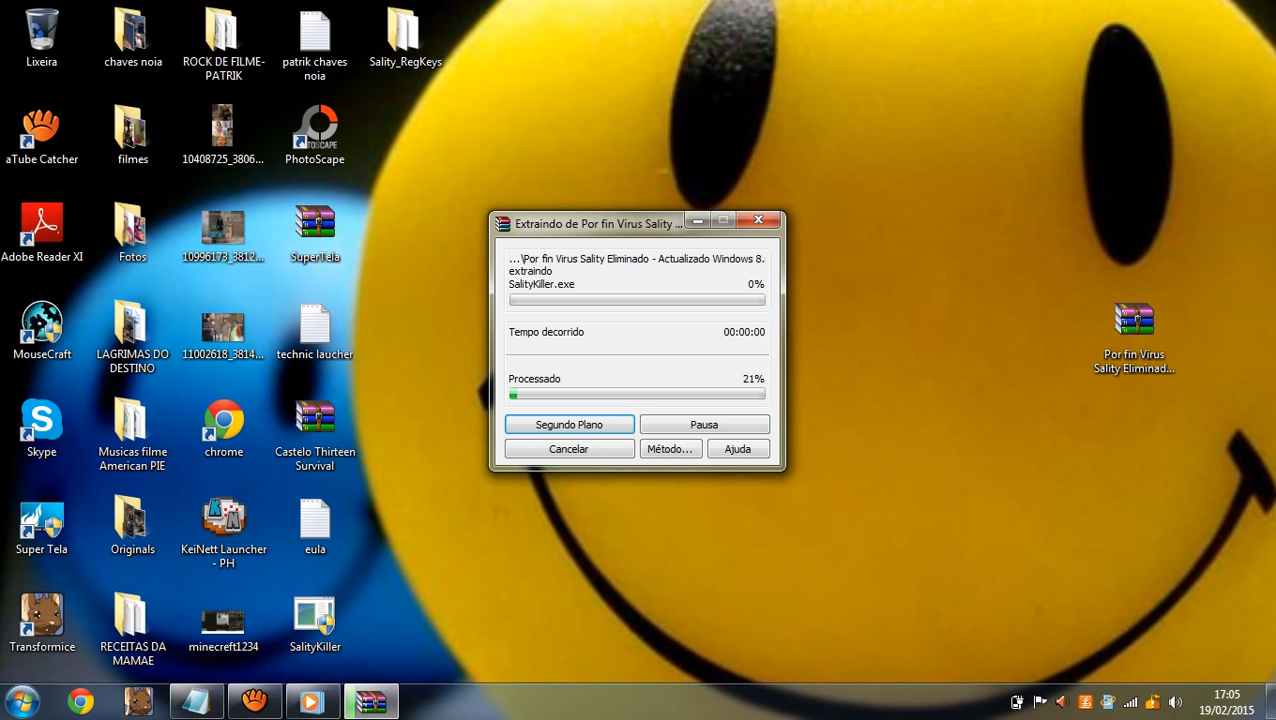 Lixeira
chaves noia
ROCK DE FILME-
PATRIK
patrik chaves
noia
Sality_RegKeys
aTube Catcher
filmes
10408725_3806...
OTOSCAPE
PhotoScape
Adobe Reader XI
Fotos
10996173_3812...
SuperTela
MouseCraft
LAGRIMAS DO
DESTINO
11002618_3814...
technic laucher
Skype
Musicas filme
American PIE
chrome
Castelo Thirteen
Survival
Super Tela
Originals
KeiNett Launcher
- PH
eula
Transformice
RECEITAS DA
MAMAE
minecreft1234
SalityKiller
Extraindo de Por fin Virus Sality ...
...\Por fin Virus Sality Eliminado - Actualizado Windows 8.
extraindo
SalityKiller.exe 0%
Tempo decorrido 00:00:00
Processado 21%
Segundo Plano Pausa
Cancelar Método... Ajuda
Por fin Virus
Sality Eliminad...
17:05
19/02/2015